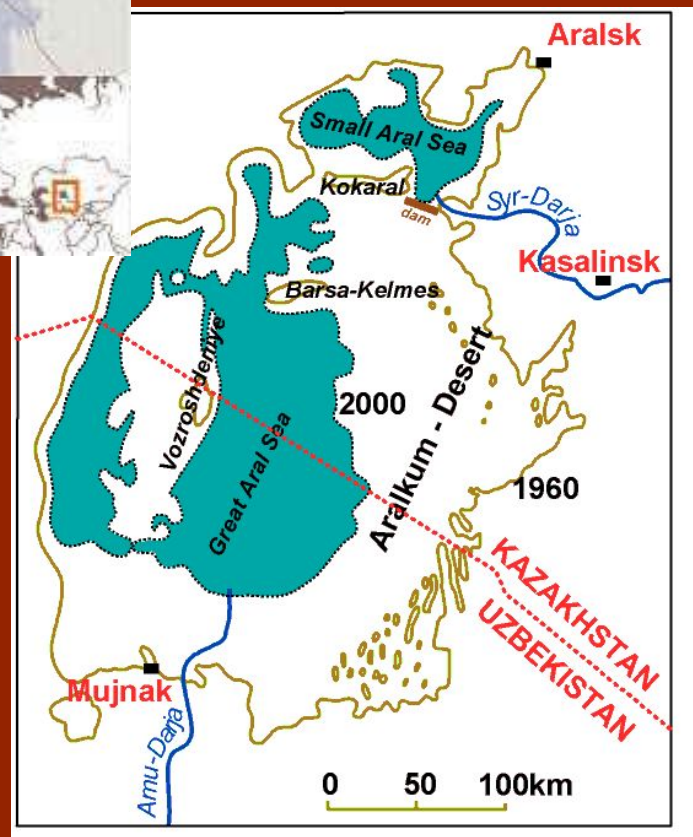 Aralsk
Small Aral Sea
Kokaral
dam
Syr-Darja
Kasalinsk
Barsa-Kelmes
Vozroshdeniye
2000
Great Aral Sea
Aralkum - Desert
1960
KAZAKHSTAN
UZBEKISTAN
Mujnak
Amu-Darja
0 50 100km